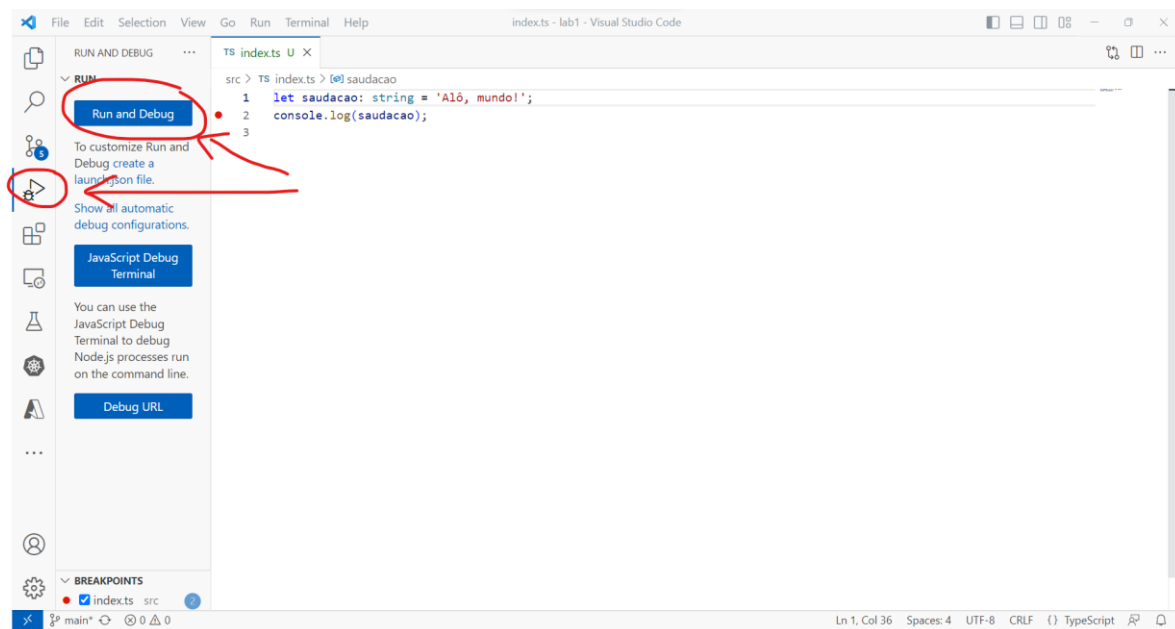 File Edit Selection View Go Run Terminal Help
index.ts - lab1 - Visual Studio Code
RUN AND DEBUG ...
RUN
Run and Debug
To customize Run and
Debug create a
launch.json file.
Show all automatic
debug configurations.
JavaScript Debug
Terminal
You can use the
JavaScript Debug
Terminal to debug
Node.js processes run
on the command line.
Debug URL
BREAKPOINTS
index.ts src 2
5
TS index.ts U
src > TS index.ts > saudacao
1 let saudacao: string = 'Alô, mundo!';
2 console.log(saudacao);
3
main* 0 0
Ln 1, Col 36 Spaces: 4 UTF-8 CRLF {} TypeScript